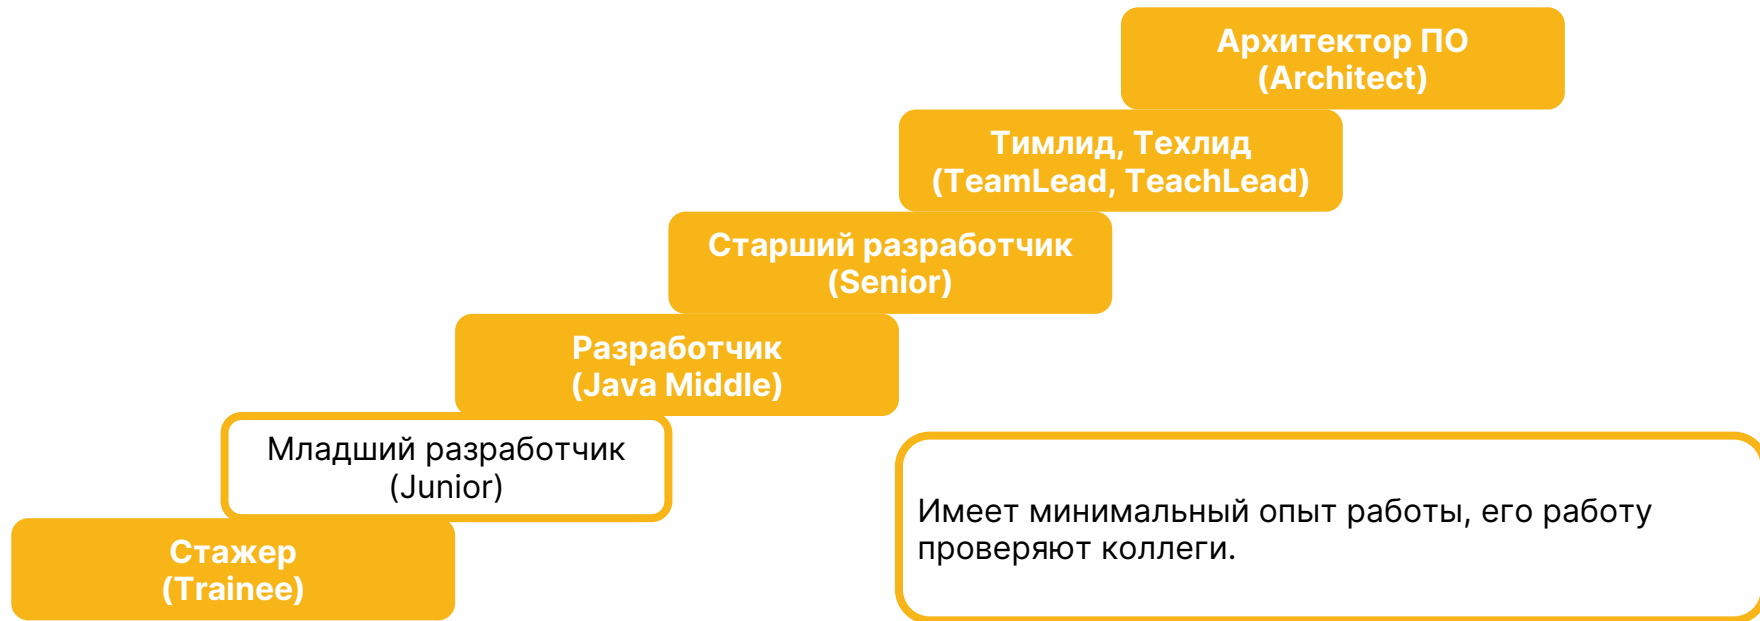 Архитектор ПО
(Architect)
Тимлид, Техлид
(TeamLead, TeachLead)
Старший разработчик
(Senior)
Разработчик
(Java Middle)
Младший разработчик
(Junior)
Имеет минимальный опыт работы, его работу
проверяют коллеги.
Стажер
(Trainee)